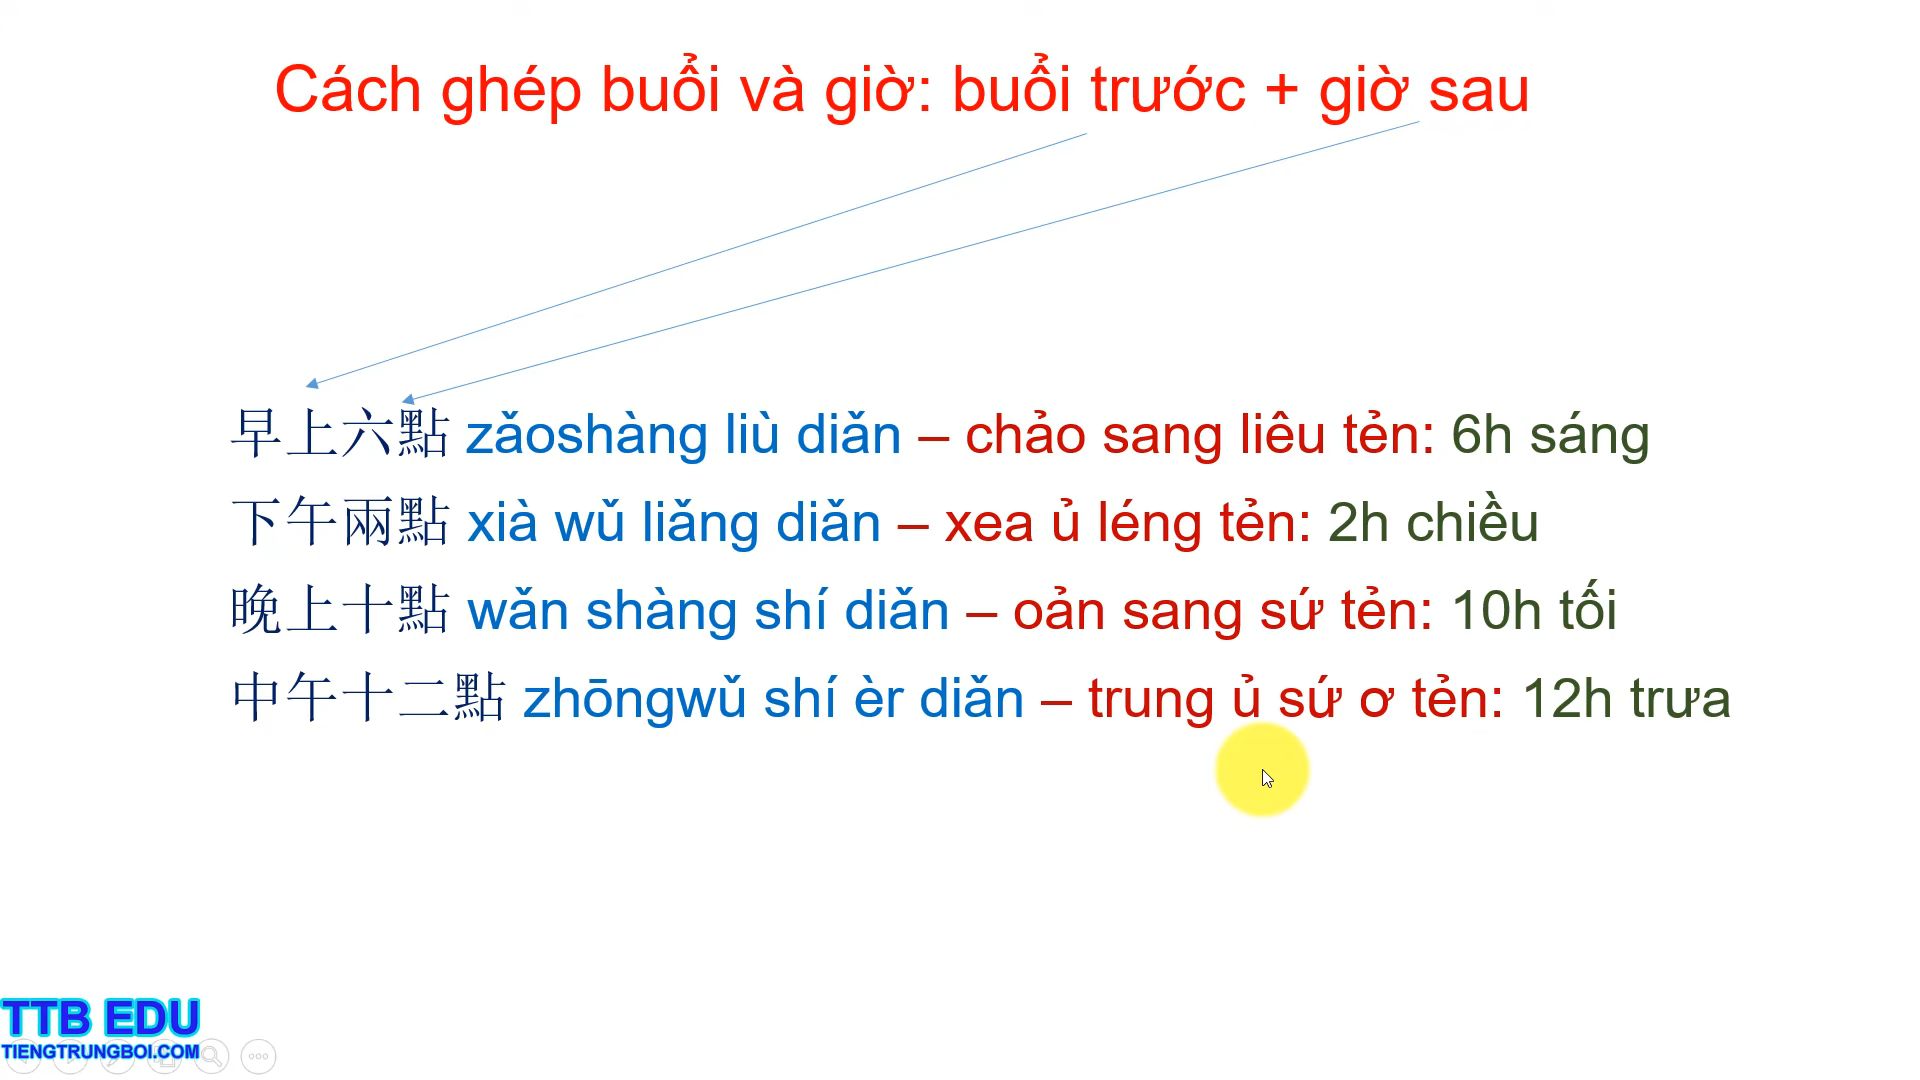 Cách ghép buổi và giờ: buổi trước + giờ sau
早上六點 zǎoshàng liù diǎn – chảo sang liêu tẻn: 6h sáng
下午兩點 xià wǔ liǎng diǎn – xea ủ léng tẻn: 2h chiều
晚上十點 wǎn shàng shí diǎn – oản sang sứ tẻn: 10h tối
中午十二點 zhōngwǔ shí èr diǎn – trung ủ sứ ơ tẻn: 12h trưa
TTB EDU
TIENGTRUNGBOI.COM